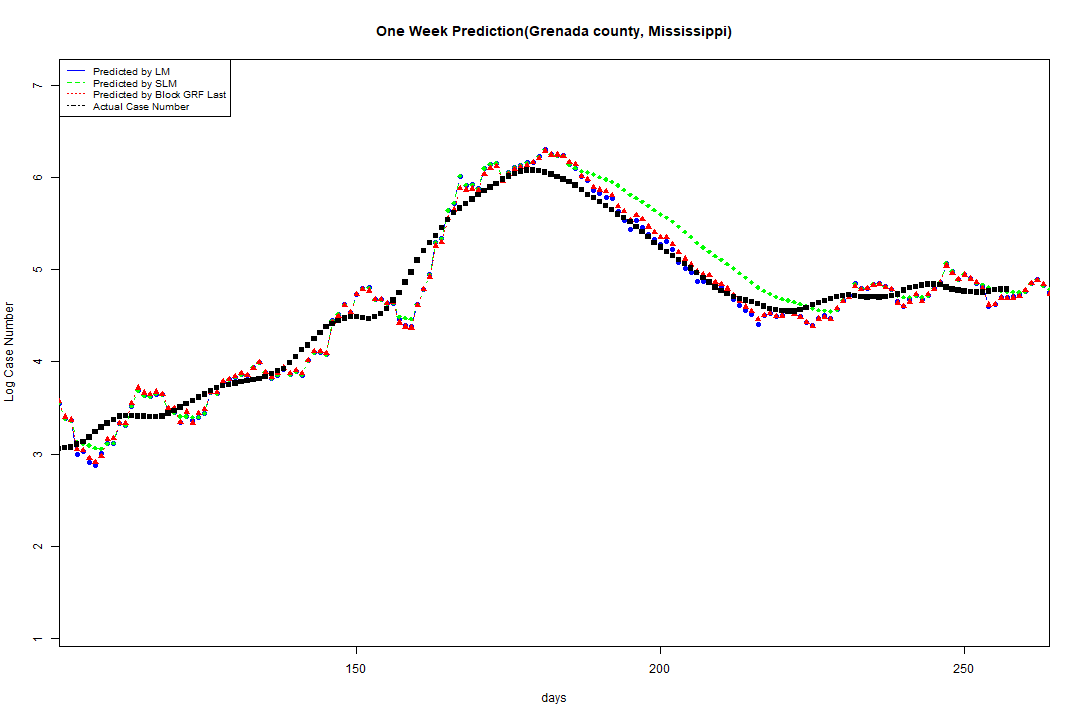 One Week Prediction(Grenada county, Mississippi)
Predicted by LM
Predicted by SLM
Predicted by Block GRF Last
Actual Case Number
7
6
5
4
3
2
1
Log Case Number
150
200
250
days